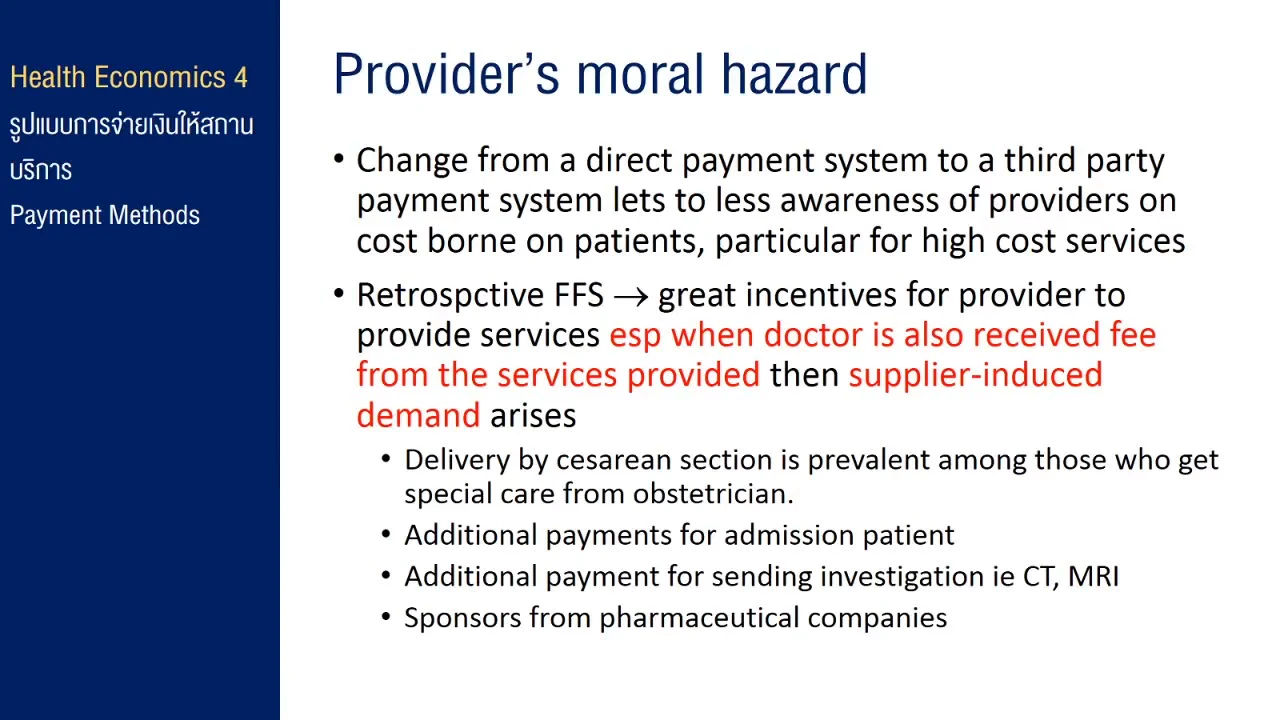 Health Economics 4
รูปแบบการจ่ายเงินให้สถาน
บริการ
Payment Methods
Provider's moral hazard
• Change from a direct payment system to a third party
payment system lets to less awareness of providers on
cost borne on patients, particular for high cost services
• Retrospctive FFS → great incentives for provider to
provide services esp when doctor is also received fee
from the services provided then supplier-induced
demand arises
• Delivery by cesarean section is prevalent among those who get
special care from obstetrician.
• Additional payments for admission patient
• Additional payment for sending investigation ie CT, MRI
• Sponsors from pharmaceutical companies